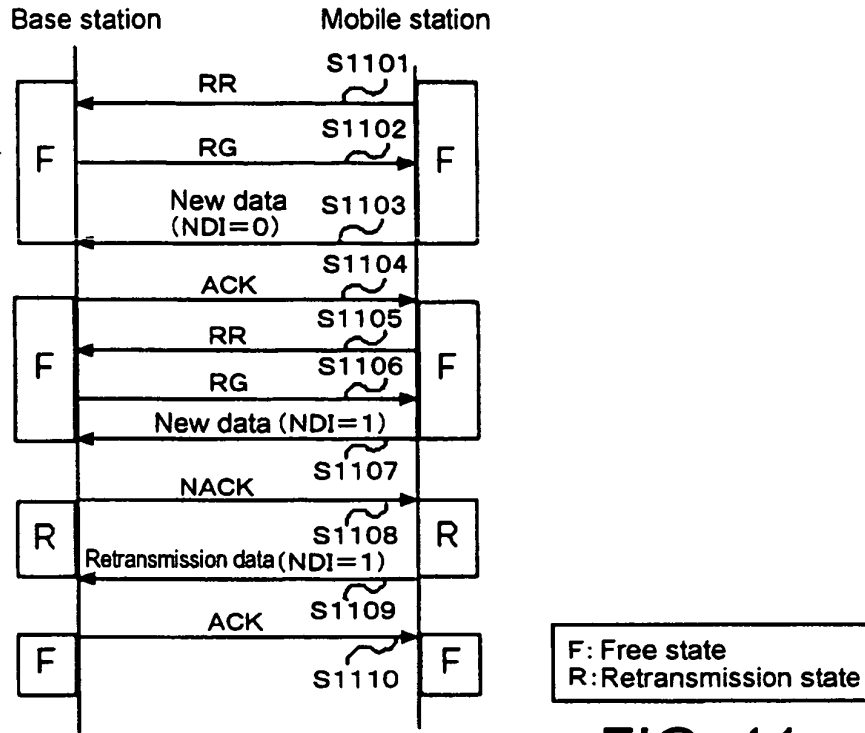 Base station
Mobile station
S1101
RR
S1102
RG
F
F
New data
(NDI=0)
S1103
S1104
ACK
S1105
RR
S1106
F
F
RG
New data (NDI=1)
S1107
NACK
S1108
R
R
Retransmission data (NDI=1)
S1109
ACK
F
F
S1110
F: Free state
R: Retransmission state